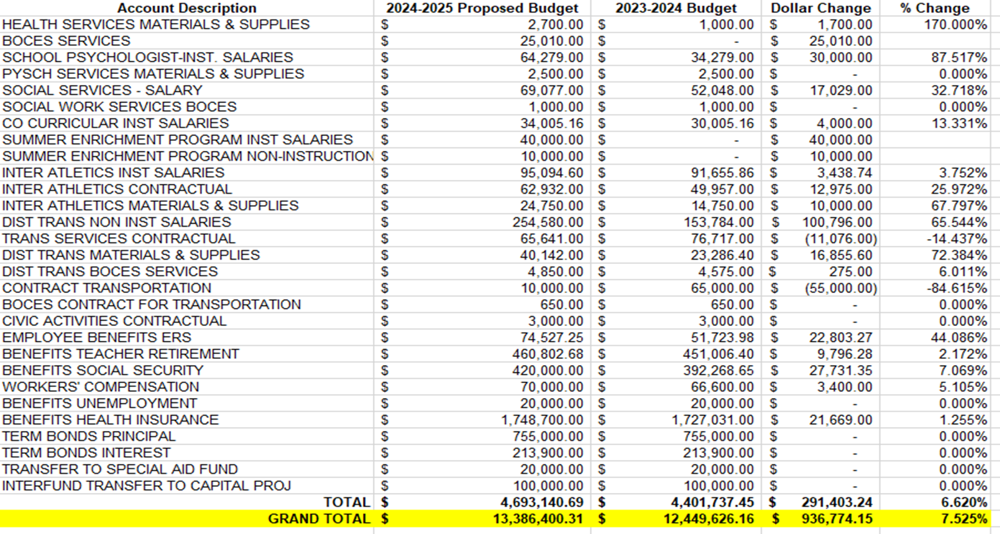 Account Description 2024-2025 Proposed Budget 2023-2024 Budget Dollar Change % Change
HEALTH SERVICES MATERIALS & SUPPLIES $ 2,700.00 $ 1,000.00 $ 1,700.00 170.000%
BOCES SERVICES $ 25,010.00 $ - $ 25,010.00
SCHOOL PSYCHOLOGIST-INST. SALARIES $ 64,279.00 $ 34,279.00 $ 30,000.00 87.517%
PYSCH SERVICES MATERIALS & SUPPLIES $ 2,500.00 $ 2,500.00 $ - 0.000%
SOCIAL SERVICES - SALARY $ 69,077.00 $ 52,048.00 $ 17,029.00 32.718%
SOCIAL WORK SERVICES BOCES $ 1,000.00 $ 1,000.00 $ - 0.000%
CO CURRICULAR INST SALARIES $ 34,005.16 $ 30,005.16 $ 4,000.00 13.331%
SUMMER ENRICHMENT PROGRAM INST SALARIES $ 40,000.00 $ - $ 40,000.00
SUMMER ENRICHMENT PROGRAM NON-INSTRUCTION $ 10,000.00 $ - $ 10,000.00
INTER ATLETICS INST SALARIES $ 95,094.60 $ 91,655.86 $ 3,438.74 3.752%
INTER ATHLETICS CONTRACTUAL $ 62,932.00 $ 49,957.00 $ 12,975.00 25.972%
INTER ATHLETICS MATERIALS & SUPPLIES $ 24,750.00 $ 14,750.00 $ 10,000.00 67.797%
DIST TRANS NON INST SALARIES $ 254,580.00 $ 153,784.00 $ 100,796.00 65.544%
TRANS SERVICES CONTRACTUAL $ 65,641.00 $ 76,717.00 $ (11,076.00) -14.437%
DIST TRANS MATERIALS & SUPPLIES $ 40,142.00 $ 23,286.40 $ 16,855.60 72.384%
DIST TRANS BOCES SERVICES $ 4,850.00 $ 4,575.00 $ 275.00 6.011%
CONTRACT TRANSPORTATION $ 10,000.00 $ 65,000.00 $ (55,000.00) -84.615%
BOCES CONTRACT FOR TRANSPORTATION $ 650.00 $ 650.00 $ - 0.000%
CIVIC ACTIVITIES CONTRACTUAL $ 3,000.00 $ 3,000.00 $ - 0.000%
EMPLOYEE BENEFITS ERS $ 74,527.25 $ 51,723.98 $ 22,803.27 44.086%
BENEFITS TEACHER RETIREMENT $ 460,802.68 $ 451,006.40 $ 9,796.28 2.172%
BENEFITS SOCIAL SECURITY $ 420,000.00 $ 392,268.65 $ 27,731.35 7.069%
WORKERS' COMPENSATION $ 70,000.00 $ 66,600.00 $ 3,400.00 5.105%
BENEFITS UNEMPLOYMENT $ 20,000.00 $ 20,000.00 $ - 0.000%
BENEFITS HEALTH INSURANCE $ 1,748,700.00 $ 1,727,031.00 $ 21,669.00 1.255%
TERM BONDS PRINCIPAL $ 755,000.00 $ 755,000.00 $ - 0.000%
TERM BONDS INTEREST $ 213,900.00 $ 213,900.00 $ - 0.000%
TRANSFER TO SPECIAL AID FUND $ 20,000.00 $ 20,000.00 $ - 0.000%
INTERFUND TRANSFER TO CAPITAL PROJ $ 100,000.00 $ 100,000.00 $ - 0.000%
TOTAL $ 4,693,140.69 $ 4,401,737.45 $ 291,403.24 6.620%
GRAND TOTAL $ 13,386,400.31 $ 12,449,626.16 $ 936,774.15 7.525%